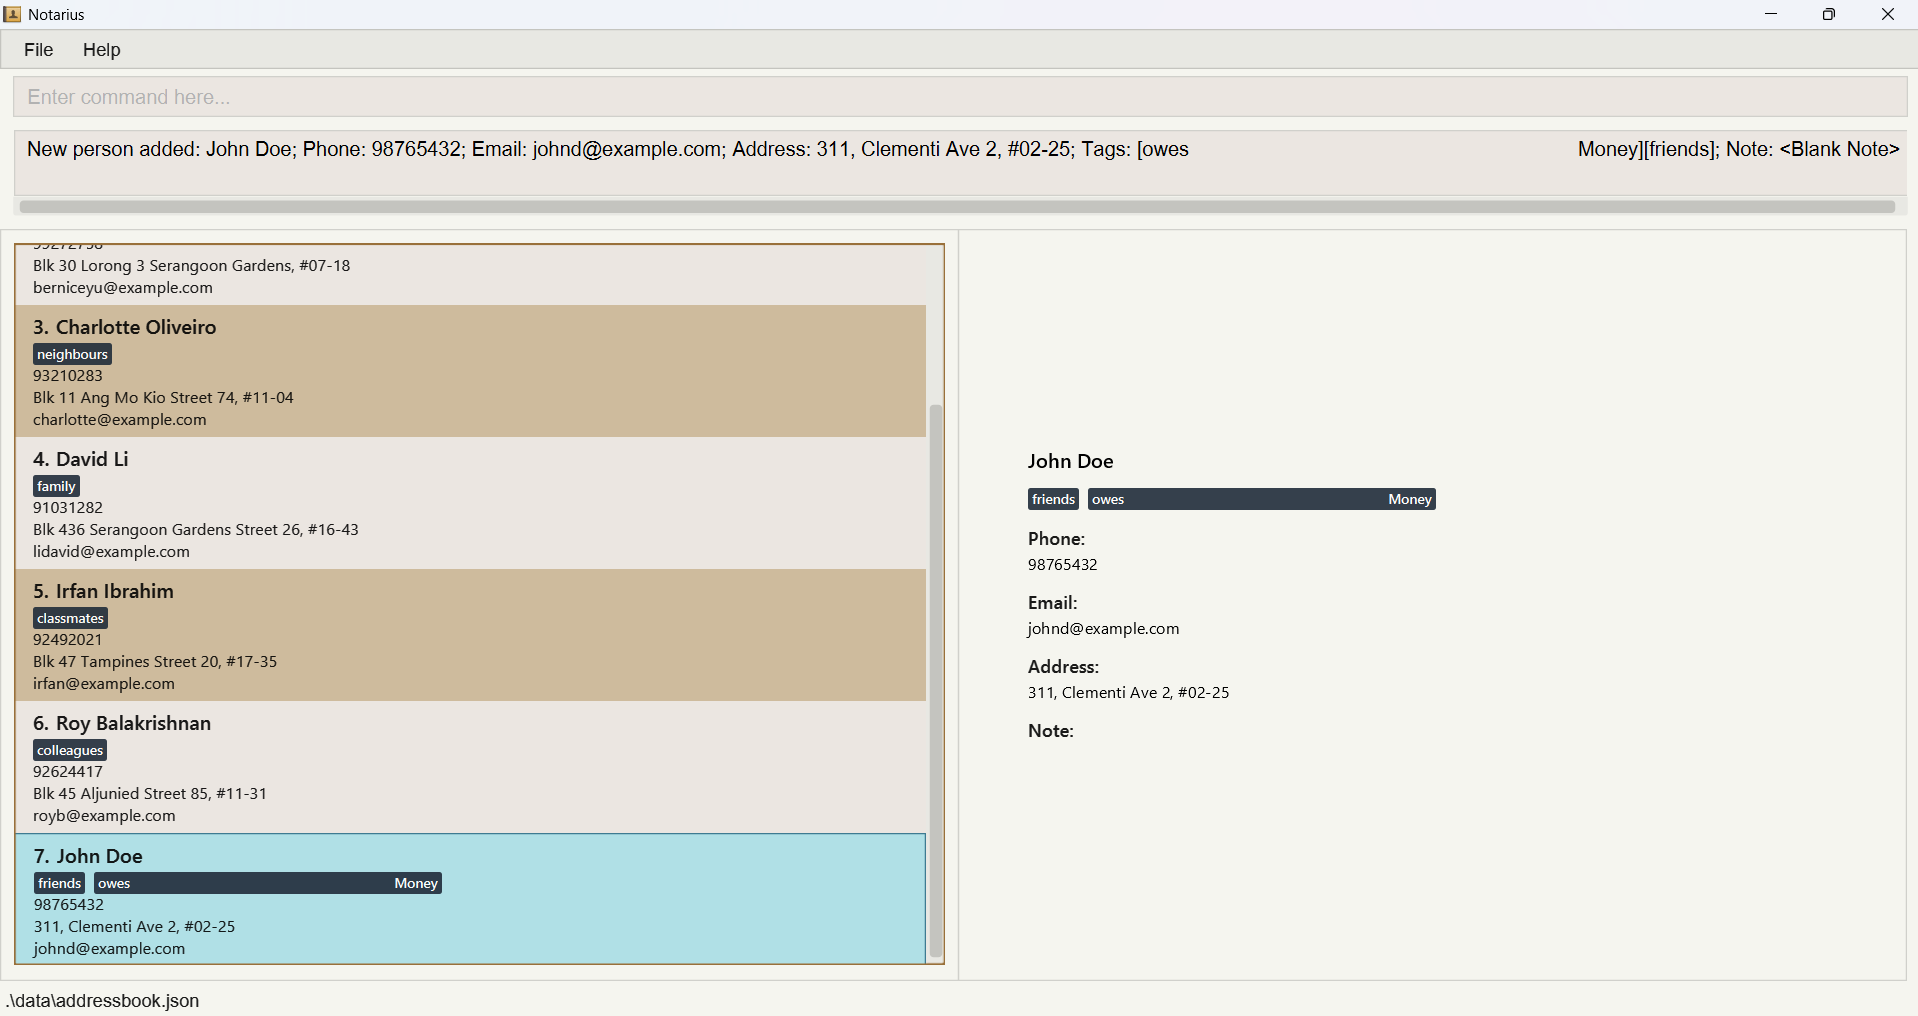 Notarius
File Help
Enter command here...
New person added: John Doe; Phone: 98765432; Email: johnd@example.com; Address: 311, Clementi Ave 2, #02-25; Tags: [owes Money][friends]; Note: <Blank Note>
Blk 30 Lorong 3 Serangoon Gardens, #07-18
berniceyu@example.com
3. Charlotte Oliveiro
neighbours
93210283
Blk 11 Ang Mo Kio Street 74, #11-04
charlotte@example.com
4. David Li
family
91031282
Blk 436 Serangoon Gardens Street 26, #16-43
lidavid@example.com
5. Irfan Ibrahim
classmates
92492021
Blk 47 Tampines Street 20, #17-35
irfan@example.com
6. Roy Balakrishnan
colleagues
92624417
Blk 45 Aljunied Street 85, #11-31
royb@example.com
7. John Doe
friends owes Money
98765432
311, Clementi Ave 2, #02-25
johnd@example.com
John Doe
friends owes Money
Phone:
98765432
Email:
johnd@example.com
Address:
311, Clementi Ave 2, #02-25
Note:
.\data\addressbook.json